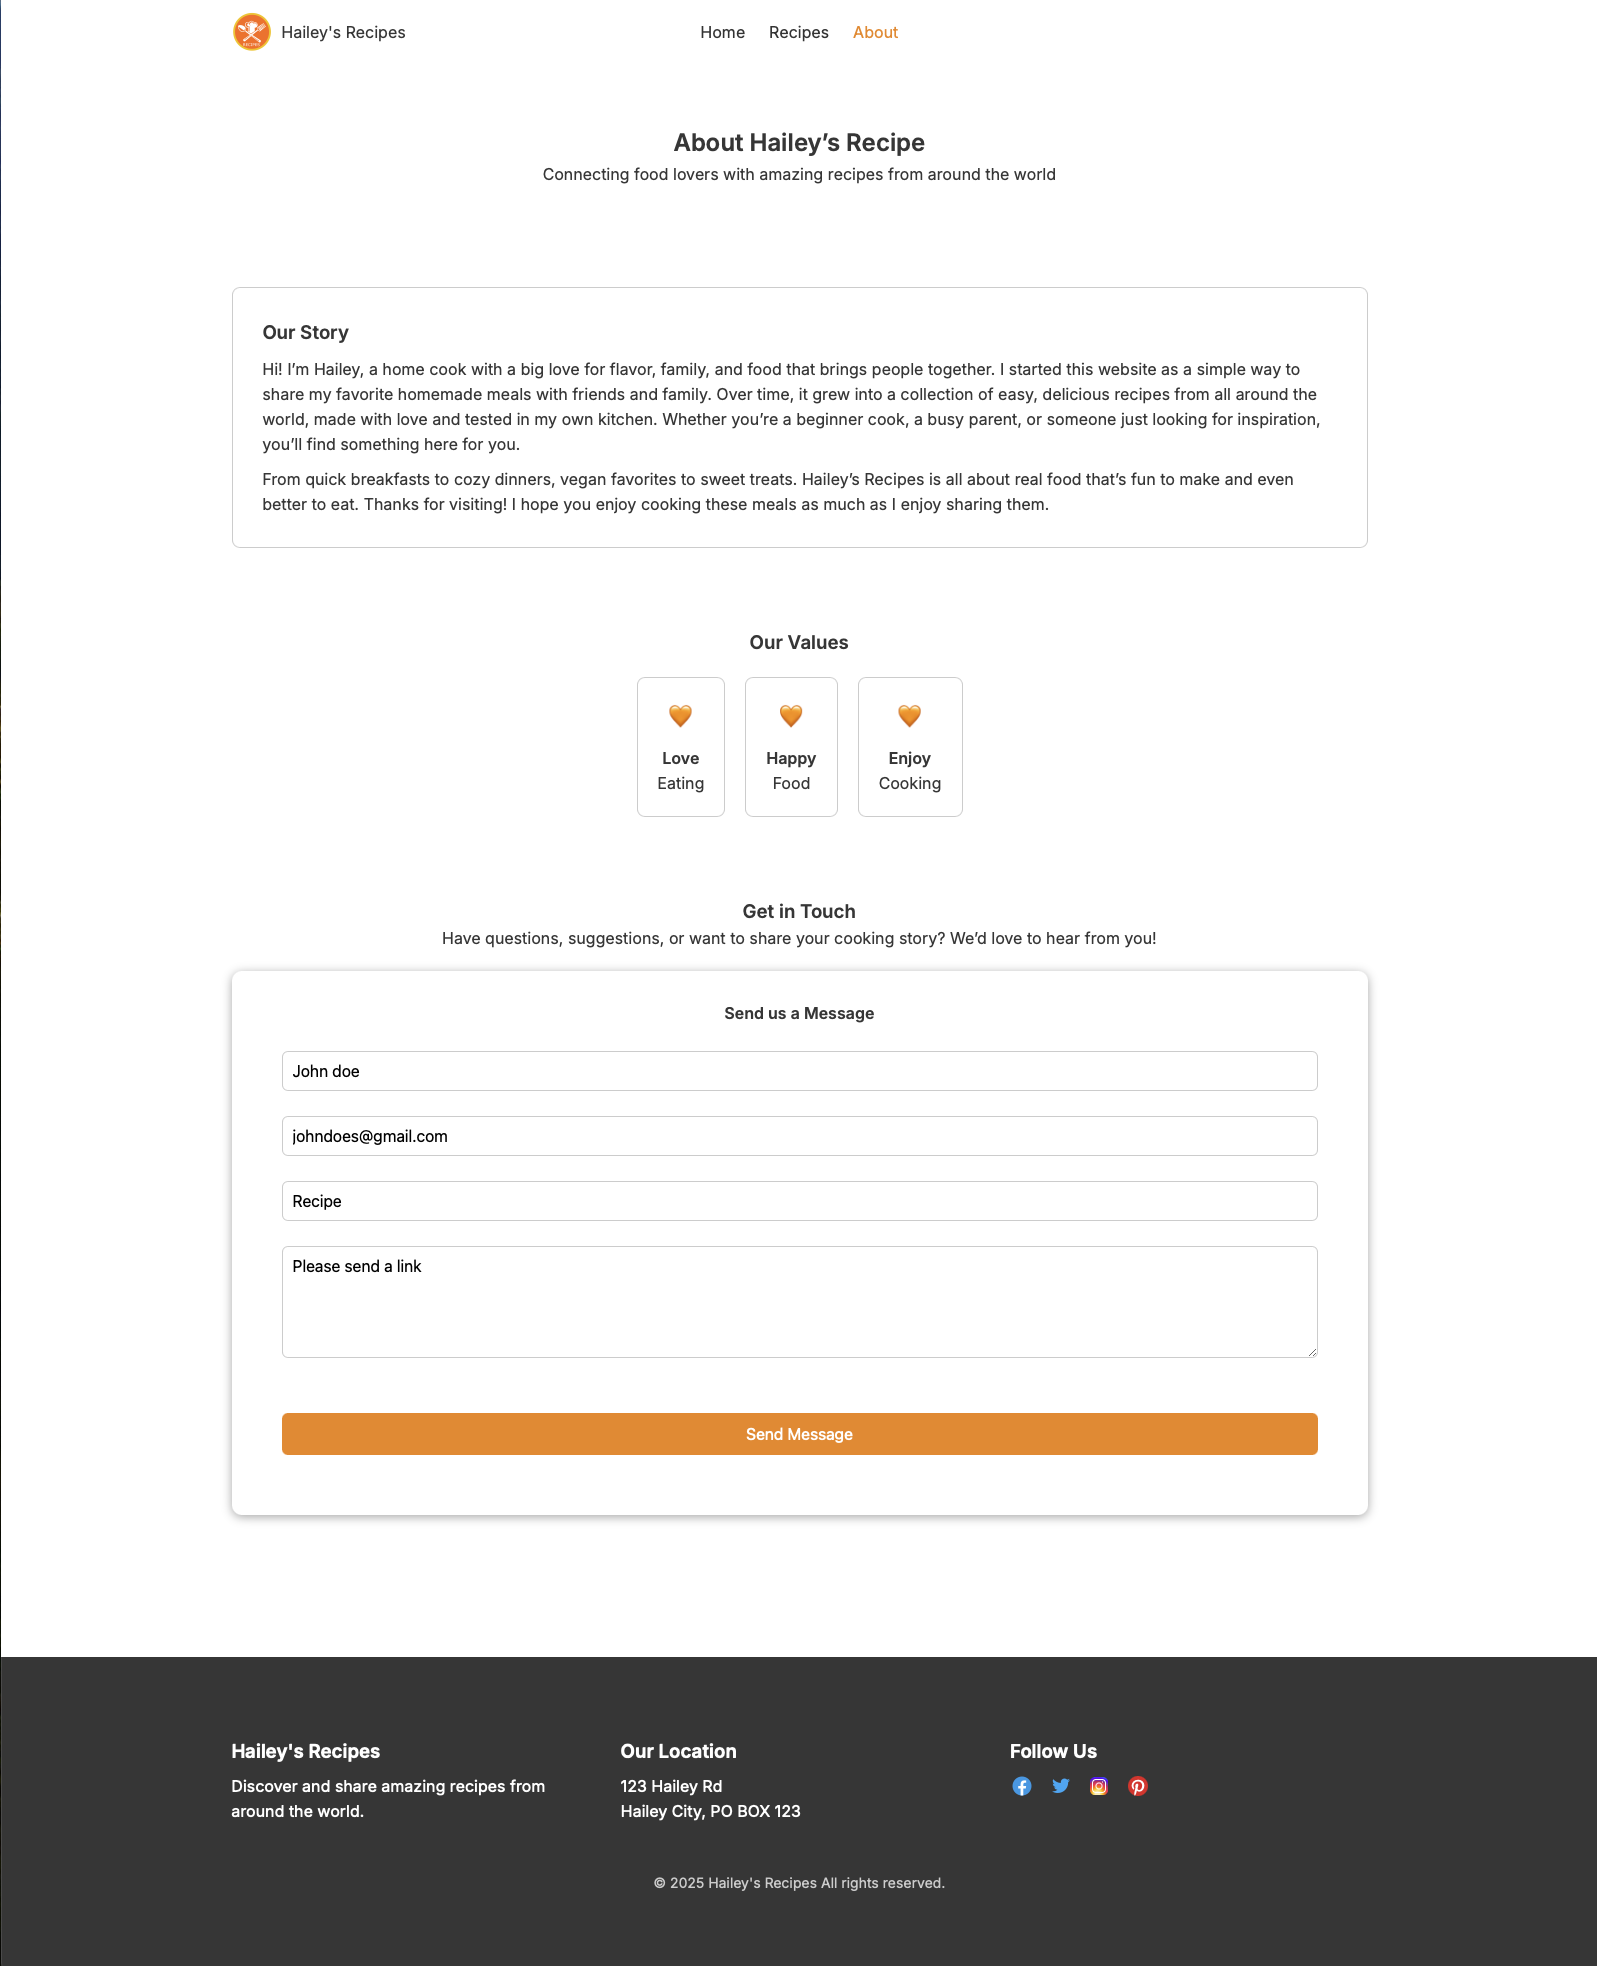 Hailey's Recipes
Home Recipes About
About Hailey’s Recipe
Connecting food lovers with amazing recipes from around the world
Our Story
Hi! I’m Hailey, a home cook with a big love for flavor, family, and food that brings people together. I started this website as a simple way to
share my favorite homemade meals with friends and family. Over time, it grew into a collection of easy, delicious recipes from all around the
world, made with love and tested in my own kitchen. Whether you’re a beginner cook, a busy parent, or someone just looking for inspiration,
you’ll find something here for you.
From quick breakfasts to cozy dinners, vegan favorites to sweet treats. Hailey’s Recipes is all about real food that’s fun to make and even
better to eat. Thanks for visiting! I hope you enjoy cooking these meals as much as I enjoy sharing them.
Our Values
Love
Eating
Happy
Food
Enjoy
Cooking
Get in Touch
Have questions, suggestions, or want to share your cooking story? We’d love to hear from you!
Send us a Message
John doe
johndoes@gmail.com
Recipe
Please send a link
Send Message
Hailey's Recipes
Discover and share amazing recipes from
around the world.
Our Location
123 Hailey Rd
Hailey City, PO BOX 123
Follow Us
© 2025 Hailey's Recipes All rights reserved.